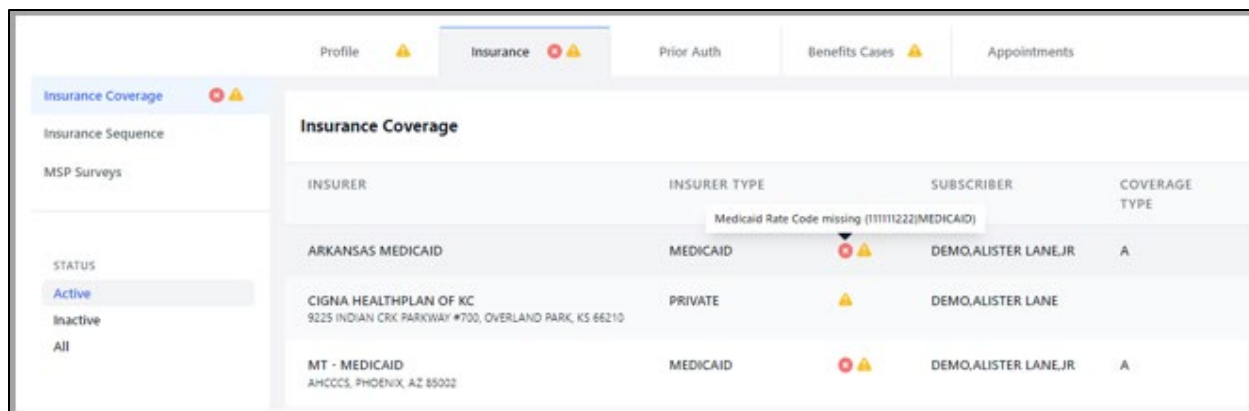 Profile Insurance Prior Auth Benefits Cases Appointments
Insurance Coverage
Insurance Sequence
MSP Surveys
STATUS
Active
Inactive
All
Insurance Coverage
INSURER INSURER TYPE SUBSCRIBER COVERAGE TYPE
Medicaid Rate Code missing (111111222|MEDICAID)
ARKANSAS MEDICAID MEDICAID DEMO,ALISTER LANE,JR A
CIGNA HEALTHPLAN OF KC PRIVATE DEMO,ALISTER LANE
9225 INDIAN CRK PARKWAY #700, OVERLAND PARK, KS 66210
MT - MEDICAID MEDICAID DEMO,ALISTER LANE,JR A
AHCCCS, PHOENIX, AZ 85002